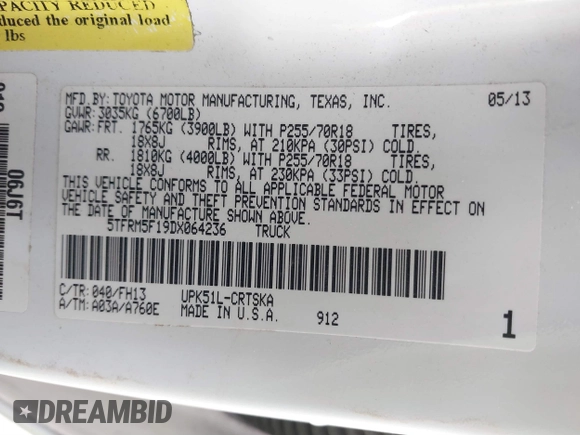 CAPACITY REDUCED
duced the original load
lbs
MFD.BY:TOYOTA MOTOR MANUFACTURING, TEXAS, INC. 05/13
GVWR:3035KG (6700LB)
GAWR:FRT. 1765KG (3900LB) WITH P255/70R18 TIRES,
18X8J RIMS, AT 210KPA (30PSI) COLD.
RR. 1810KG (4000LB) WITH P255/70R18 TIRES,
18X8J RIMS, AT 230KPA (33PSI) COLD.
THIS VEHICLE CONFORMS TO ALL APPLICABLE FEDERAL MOTOR
VEHICLE SAFETY AND THEFT PREVENTION STANDARDS IN EFFECT ON
THE DATE OF MANUFACTURE SHOWN ABOVE.
5TFRM5F19DX064236 TRUCK
C/TR:040/FH13 UPK51L-CRTSKA
A/TM:A03A/A760E MADE IN U.S.A. 912 1
06J16T
DREAMBID